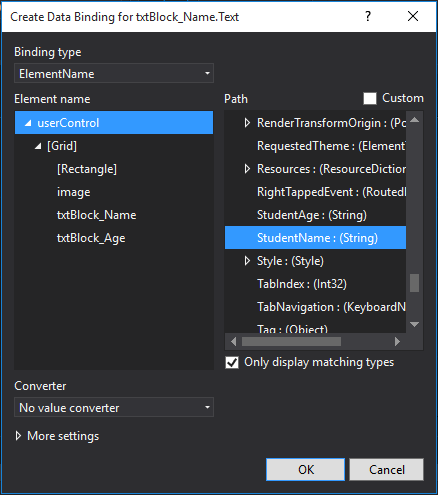 Create Data Binding for txtBlock_Name.Text
Binding type
ElementName
Element name
userControl
[Grid]
[Rectangle]
image
txtBlock_Name
txtBlock_Age
Path
Custom
RenderTransformOrigin : (Po
RequestedTheme : (Element
Resources : (ResourceDiction
RightTappedEvent : (Routed
StudentAge : (String)
StudentName : (String)
Style : (Style)
TabIndex : (Int32)
TabNavigation : (KeyboardN
Tag : (Object)
Only display matching types
Converter
No value converter
More settings
OK
Cancel